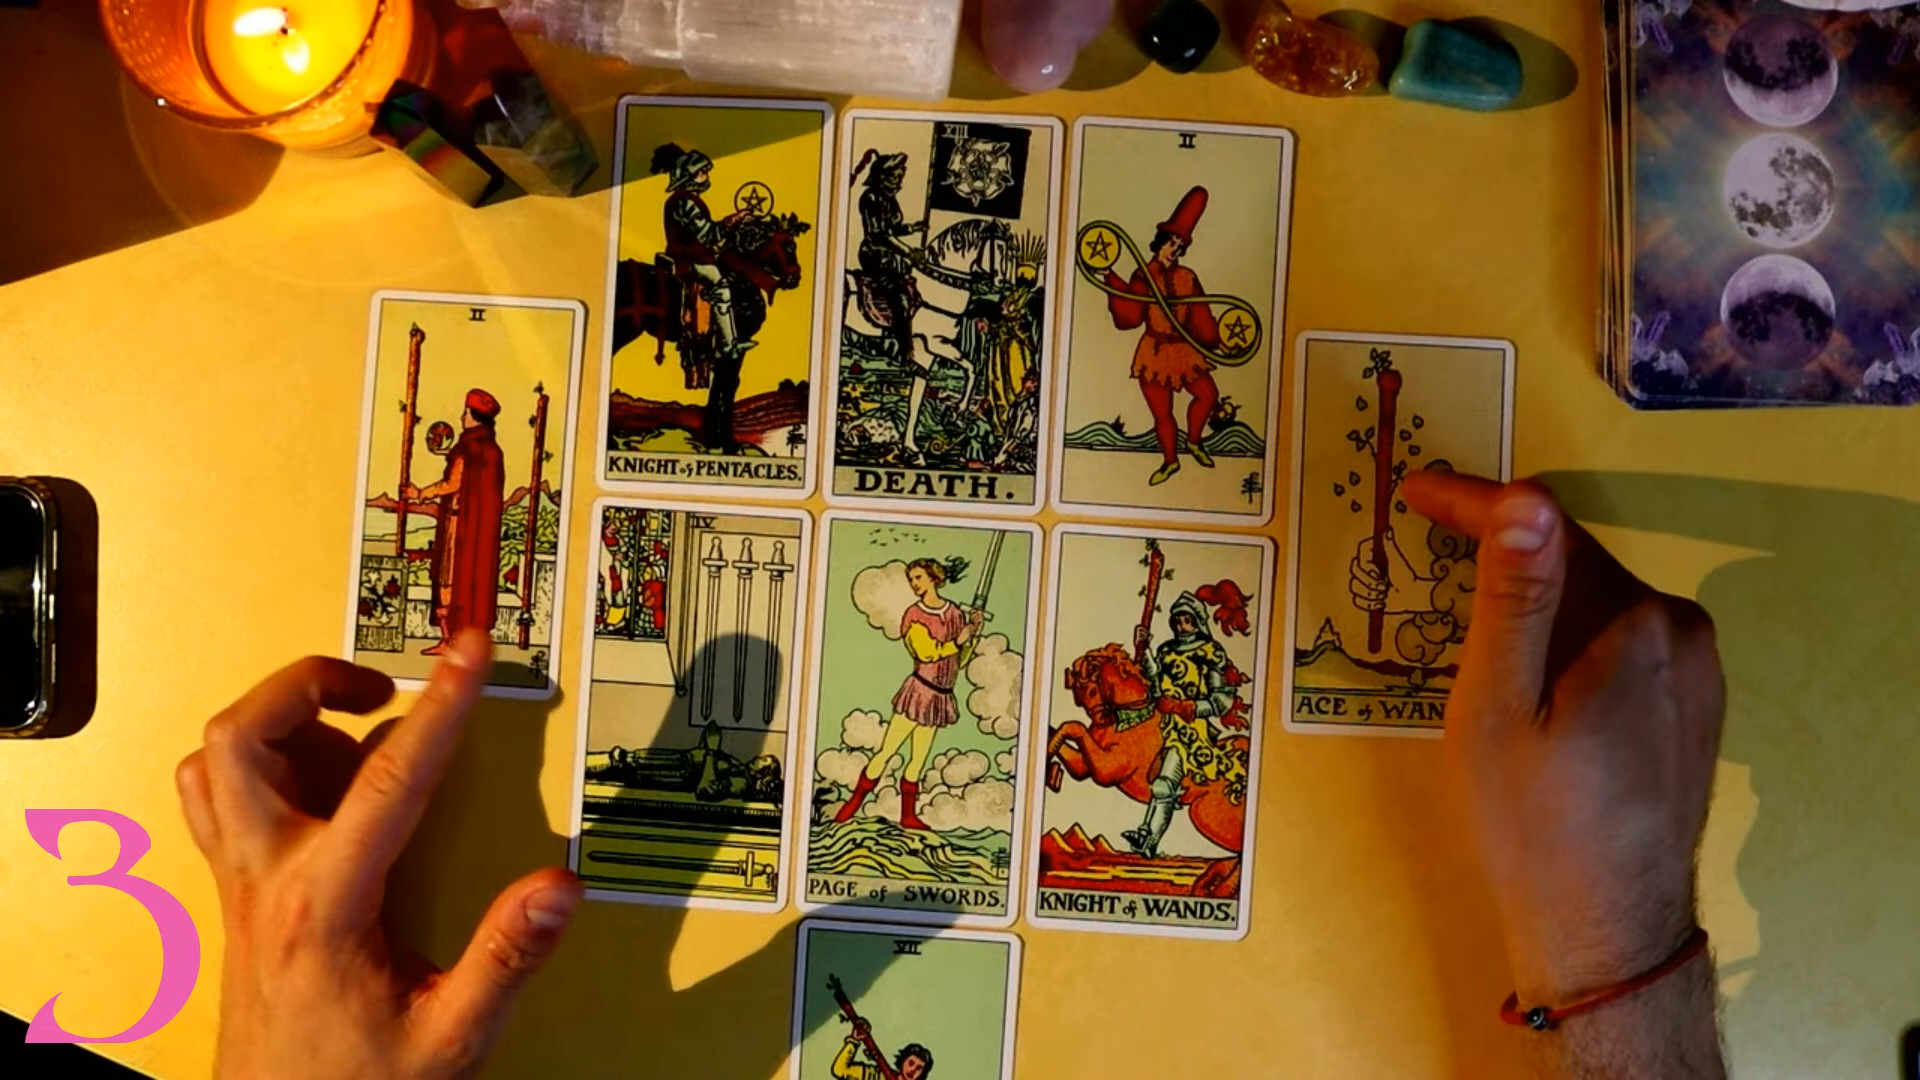 XIII
II
II
KNIGHT of PENTACLES.
DEATH.
IV
ACE of WAN
PAGE of SWORDS.
KNIGHT of WANDS.
VII
3